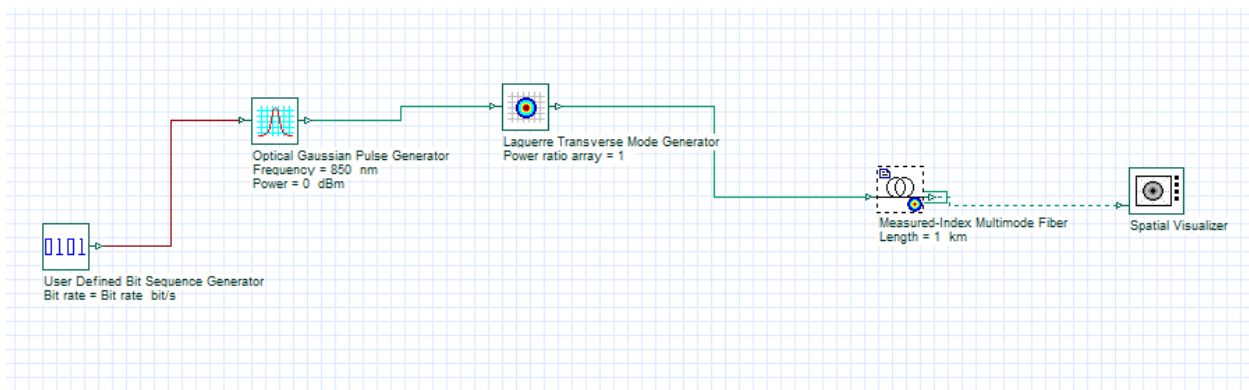 Optical Gaussian Pulse Generator
Frequency = 850 nm
Power = 0 dBm
Laguerre Transverse Mode Generator
Power ratio array = 1
Measured-Index Multimode Fiber
Length = 1 km
Spatial Visualizer
0101
User Defined Bit Sequence Generator
Bit rate = Bit rate bit/s